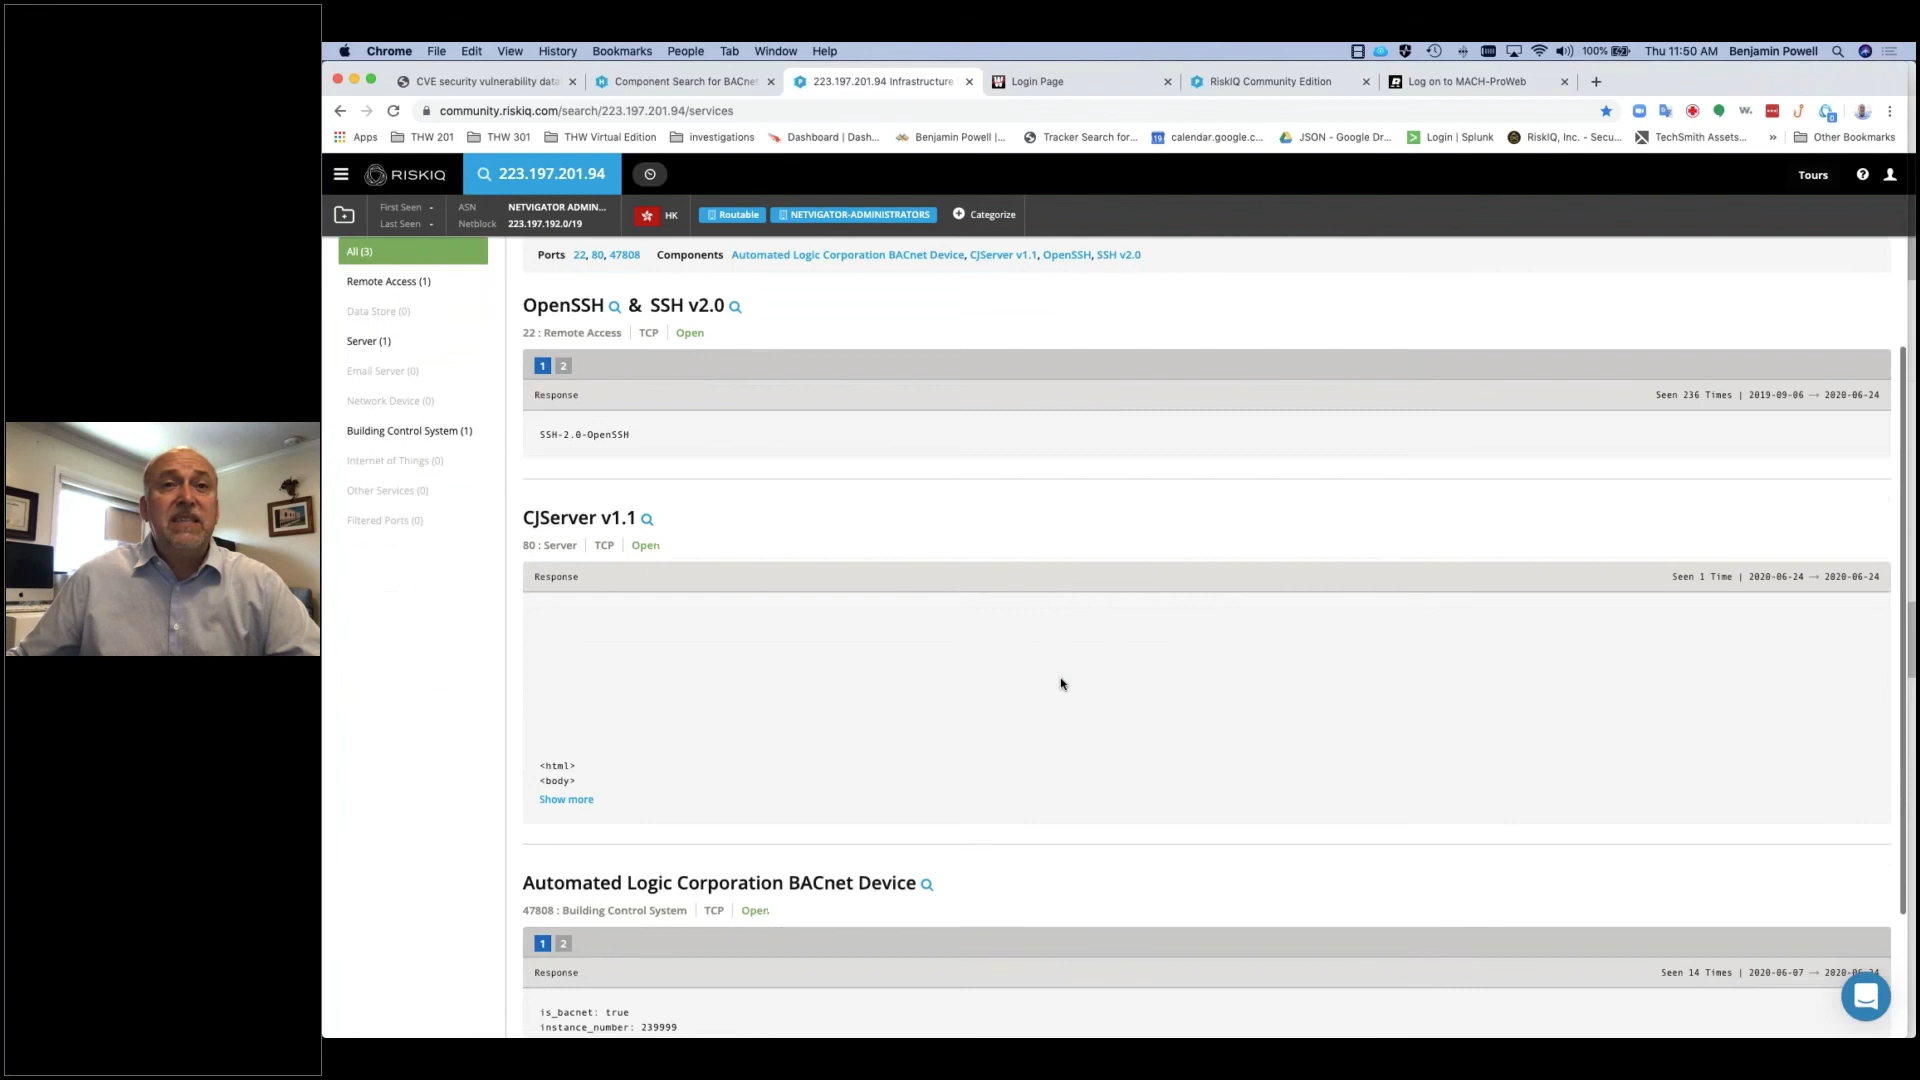 Chrome File Edit View History Bookmarks People Tab Window Help 100% Thu 11:50 AM Benjamin Powell
CVE security vulnerability data Component Search for BACnet 223.197.201.94 Infrastructure Login Page RiskIQ Community Edition Log on to MACH-ProWeb
community.riskiq.com/search/223.197.201.94/services
Apps THW 201 THW 301 THW Virtual Edition investigations Dashboard | Dash... Benjamin Powell |... Tracker Search for... calendar.google.c... JSON - Google Dr... Login | Splunk RiskIQ, Inc. - Secu... TechSmith Assets... » Other Bookmarks
RISKIQ 223.197.201.94 Tours
First Seen - ASN NETVIGATOR ADMIN... HK Routable NETVIGATOR-ADMINISTRATORS Categorize
Last Seen - Netblock 223.197.192.0/19
All (3)
Remote Access (1)
Data Store (0)
Server (1)
Email Server (0)
Network Device (0)
Building Control System (1)
Internet of Things (0)
Other Services (0)
Filtered Ports (0)
Ports 22, 80, 47808 Components Automated Logic Corporation BACnet Device, CJServer v1.1, OpenSSH, SSH v2.0
OpenSSH & SSH v2.0
22 : Remote Access TCP Open
1 2
Response Seen 236 Times | 2019-09-06 → 2020-06-24
SSH-2.0-OpenSSH
CJServer v1.1
80 : Server TCP Open
Response Seen 1 Time | 2020-06-24 → 2020-06-24
<html>
<body>
Show more
Automated Logic Corporation BACnet Device
47808 : Building Control System TCP Open
1 2
Response Seen 14 Times | 2020-06-07 → 2020-06-24
is_bacnet: true
instance_number: 239999